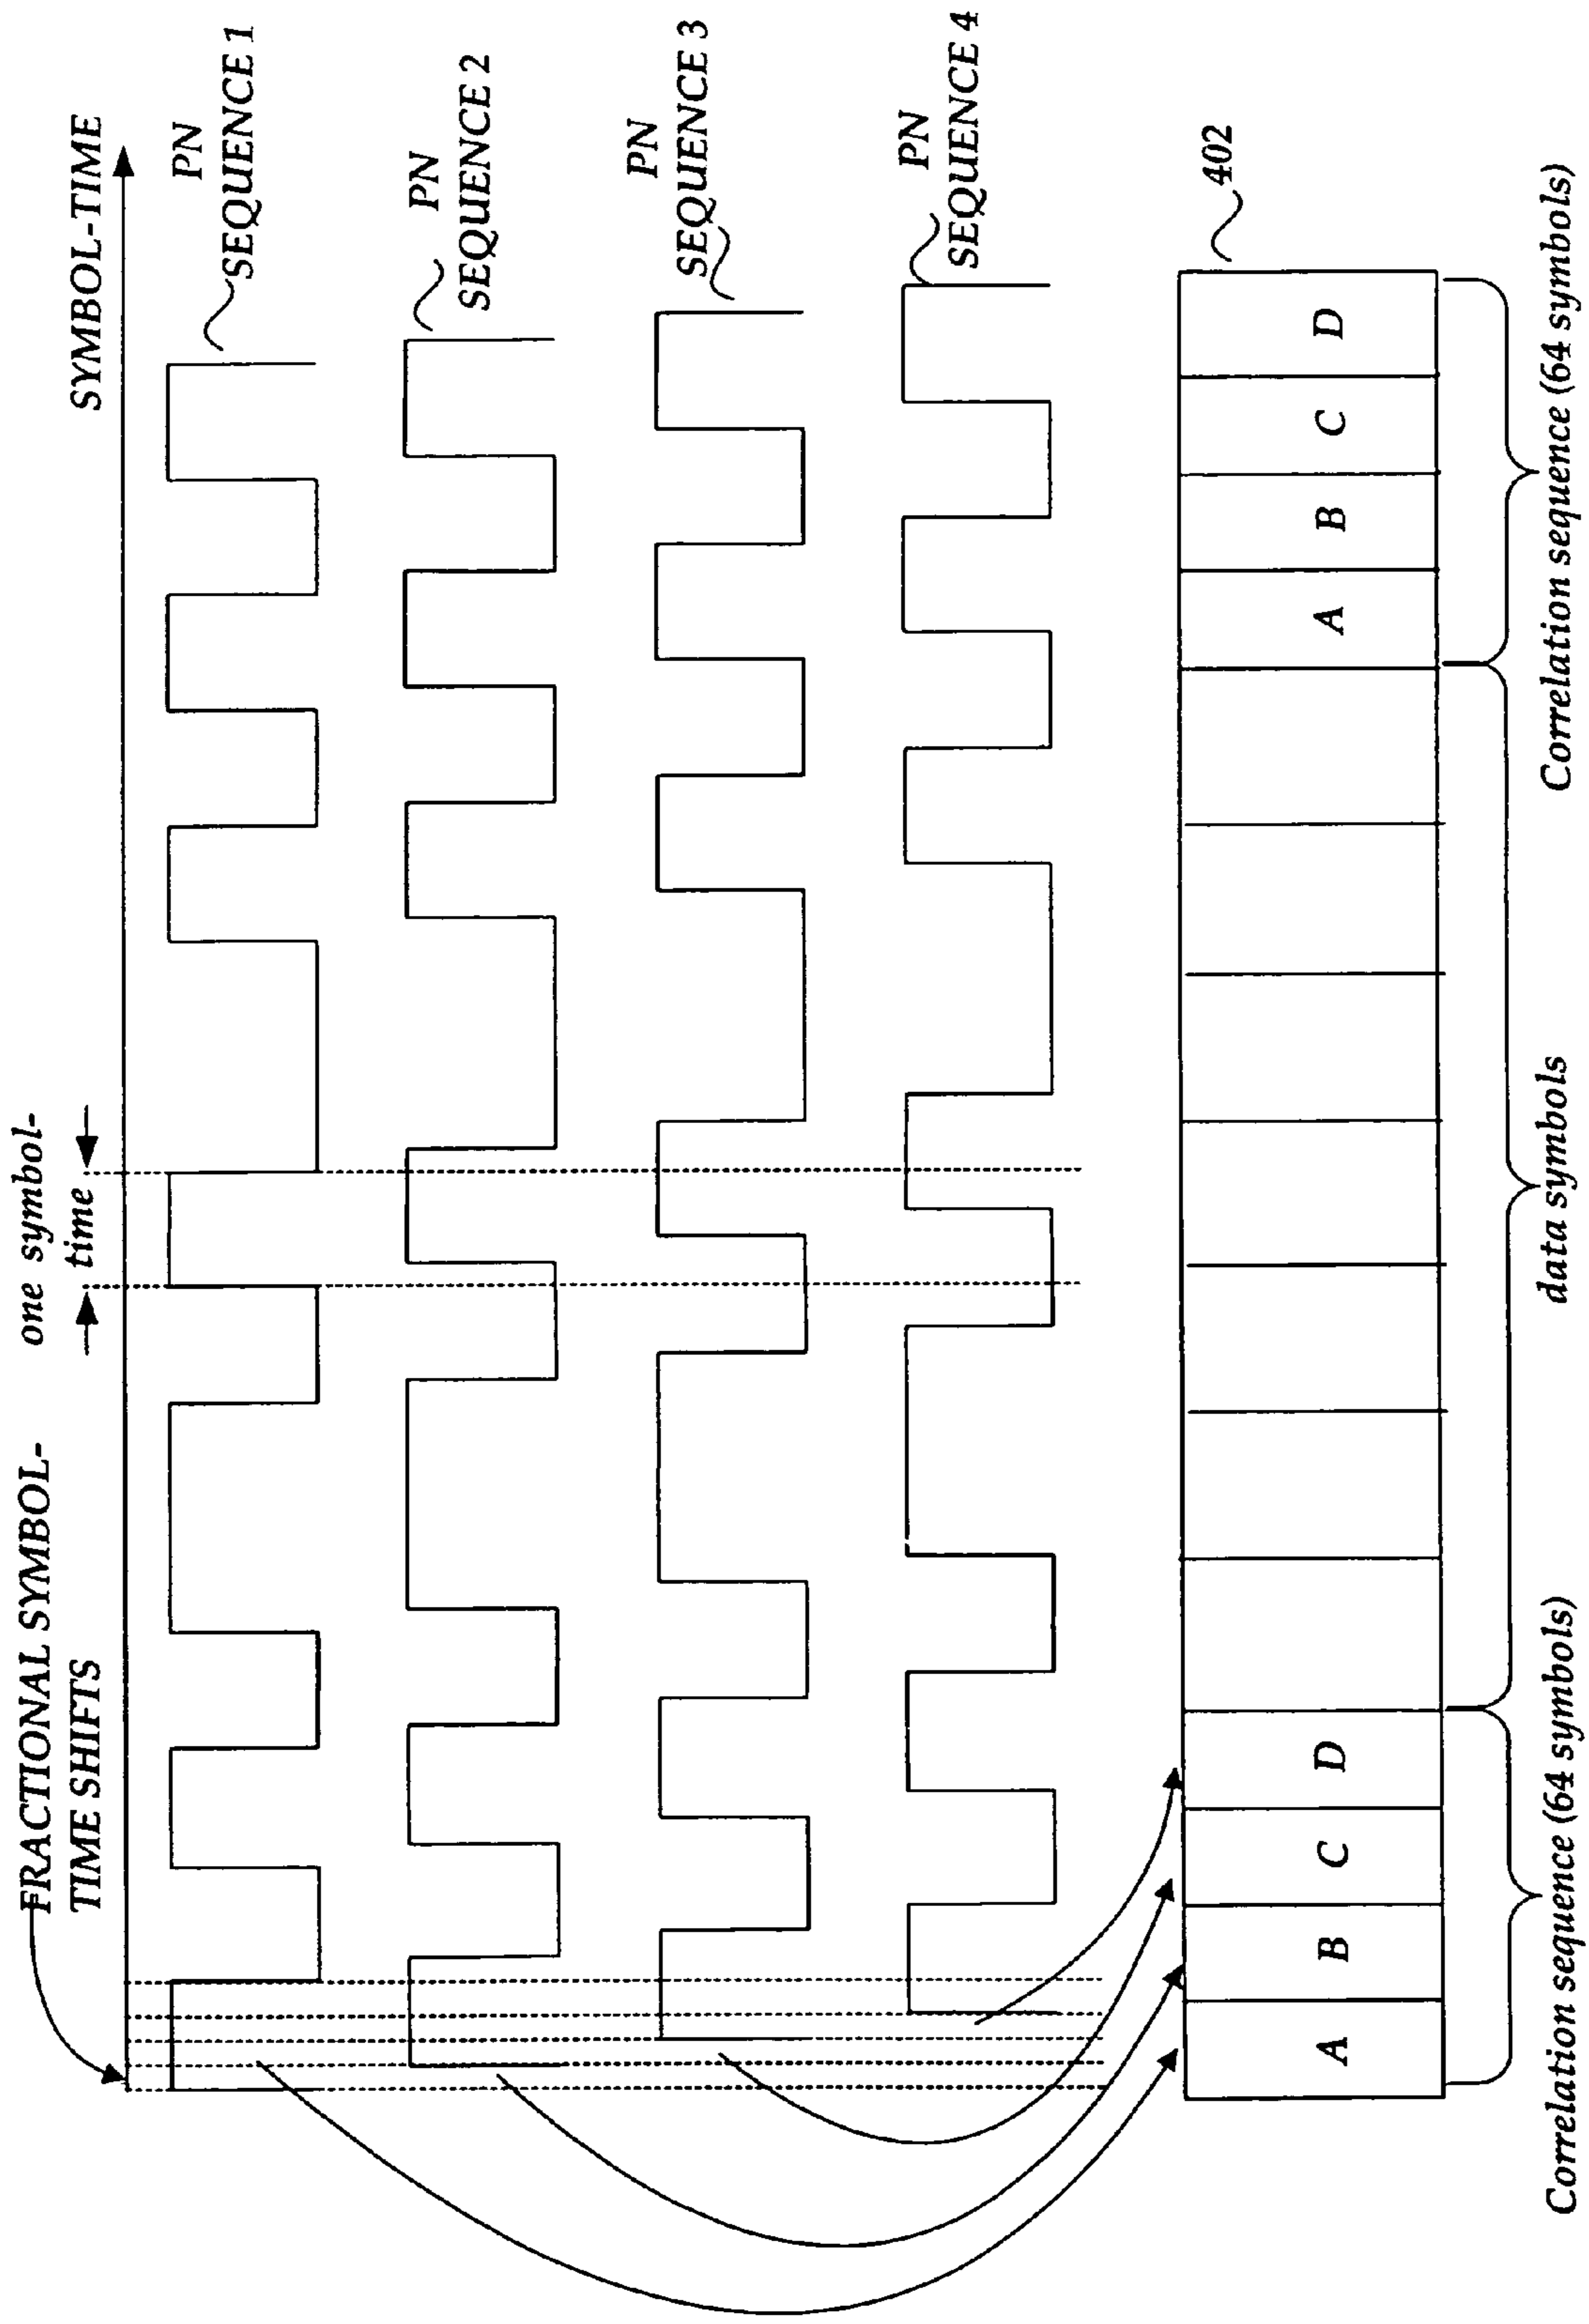 FRACTIONAL SYMBOL-
TIME SHIFTS
one symbol-
time
SYMBOL-TIME
PN
SEQUENCE 1
PN
SEQUENCE 2
PN
SEQUENCE 3
PN
SEQUENCE 4
402
A
B
C
D
A
B
C
D
Correlation sequence (64 symbols)
data symbols
Correlation sequence (64 symbols)